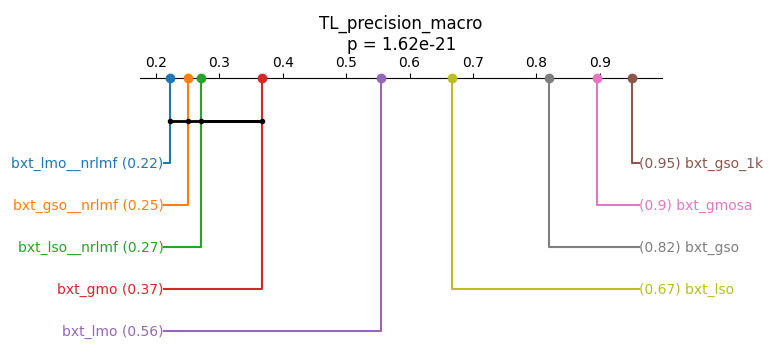 TL_precision_macro
p = 1.62e-21
0.2 0.3 0.4 0.5 0.6 0.7 0.8 0.9
bxt_lmo__nrlmf (0.22)
(0.95) bxt_gso_1k
bxt_gso__nrlmf (0.25)
(0.9) bxt_gmosa
bxt_lso__nrlmf (0.27)
(0.82) bxt_gso
bxt_gmo (0.37)
(0.67) bxt_lso
bxt_lmo (0.56)